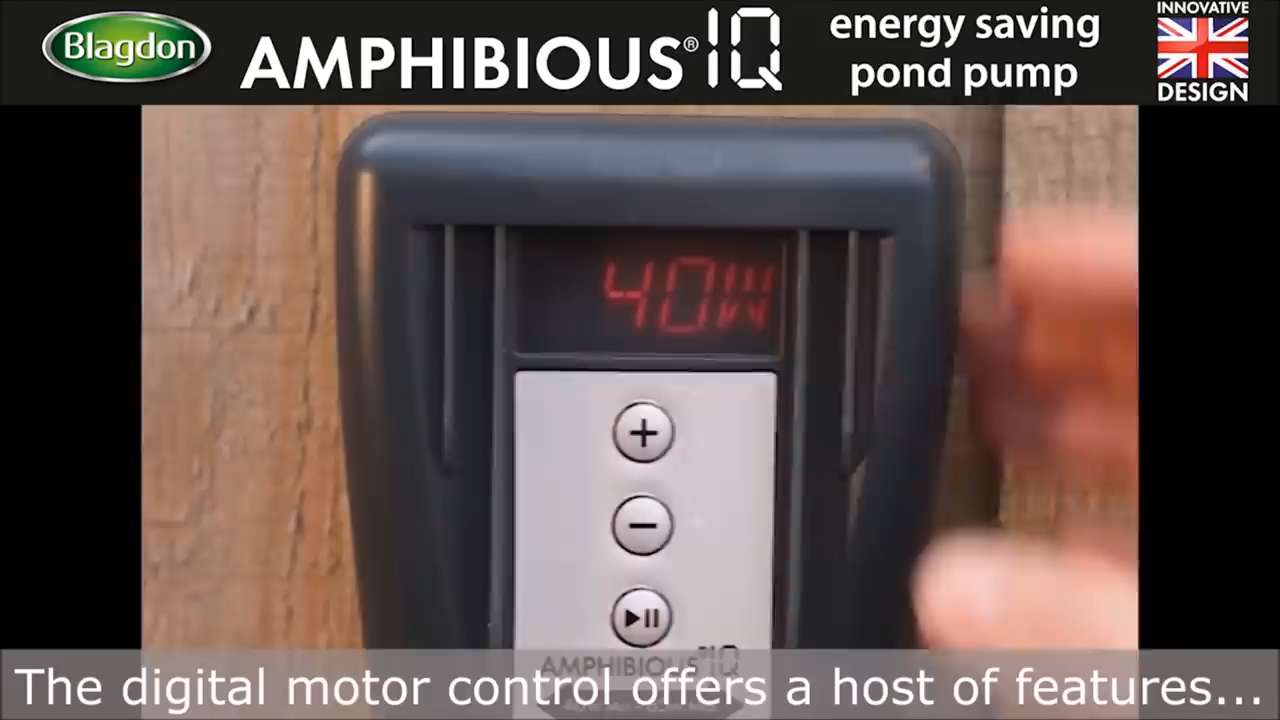 Blagdon
AMPHIBIOUS® IQ
energy saving
pond pump
INNOVATIVE
DESIGN
40W
+
−
AMPHIBIOUS IQ
The digital motor control offers a host of features...